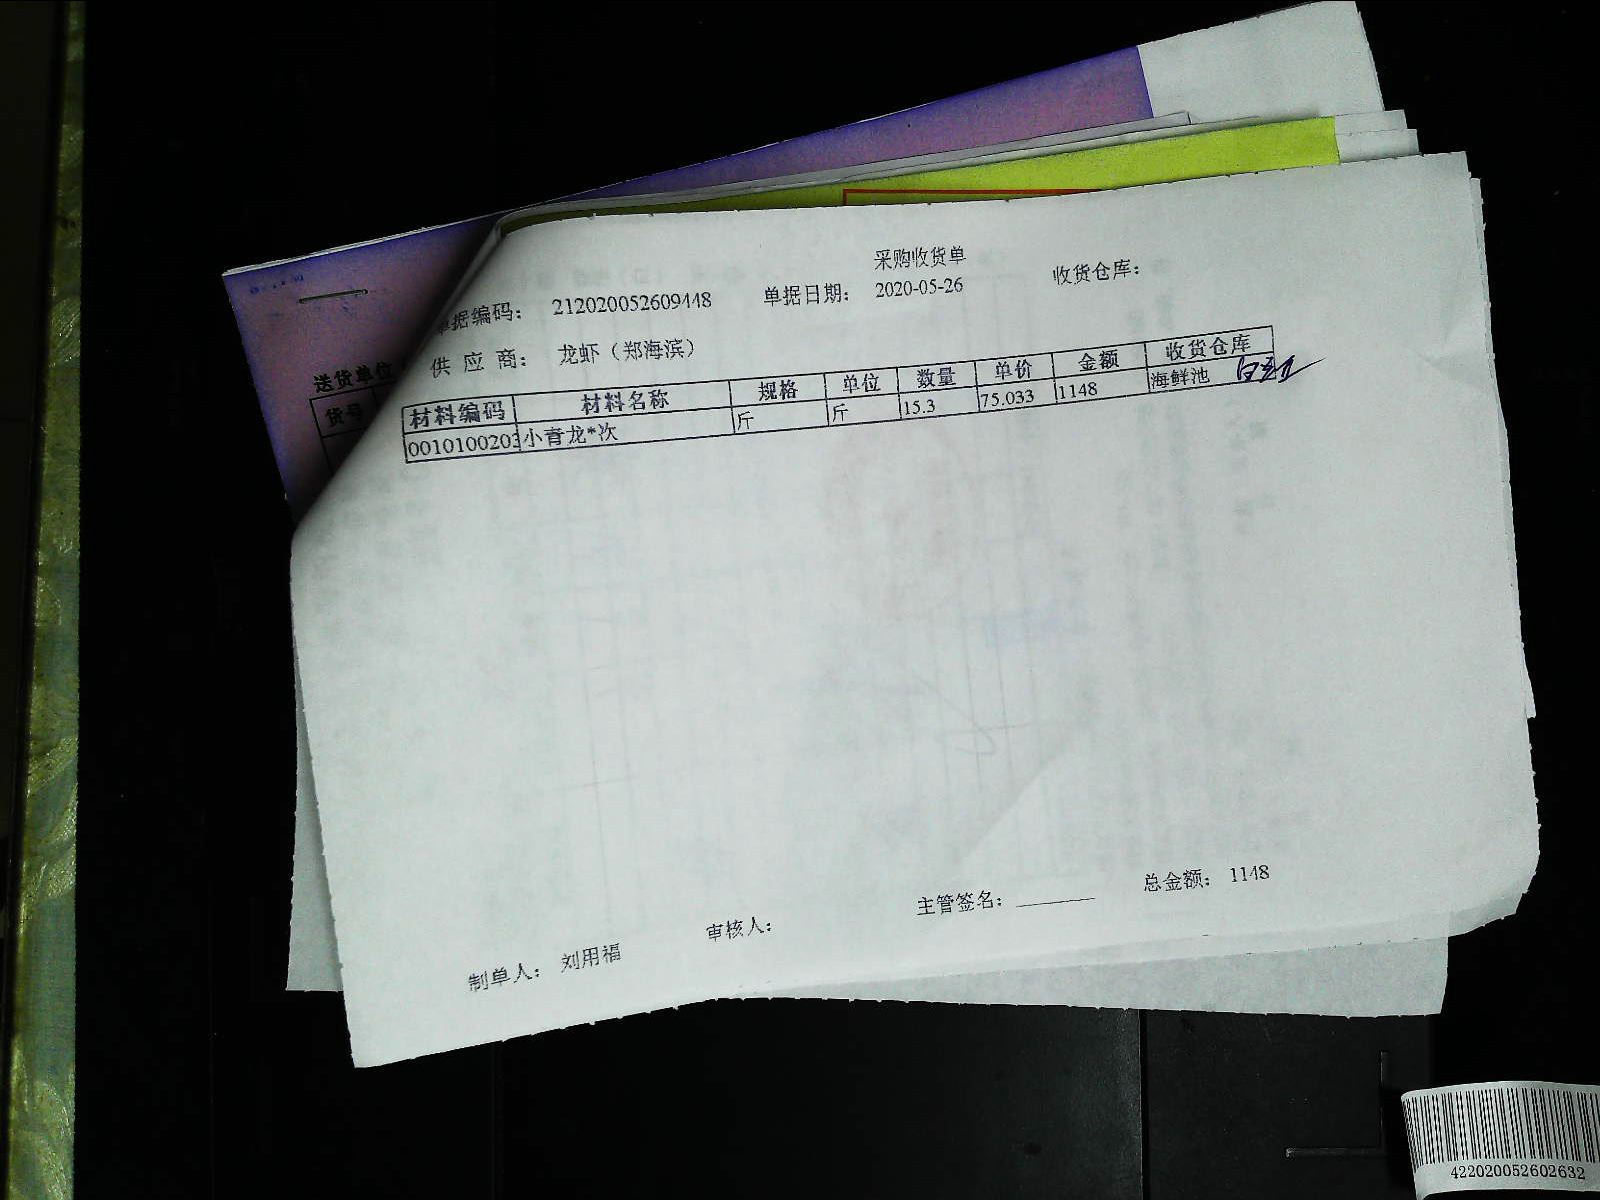 采购收货单
单据编码： 212020052609448 单据日期： 2020-05-26 收货仓库：
供 应 商： 龙虾（郑海滨）
材料编码 材料名称 规格 单位 数量 单价 金额 收货仓库
001010020 小青龙*次 斤 斤 15.3 75.033 1148 海鲜池
制单人： 刘用福 审核人： 主管签名： 总金额： 1148
送货单位
货号
422020052602632